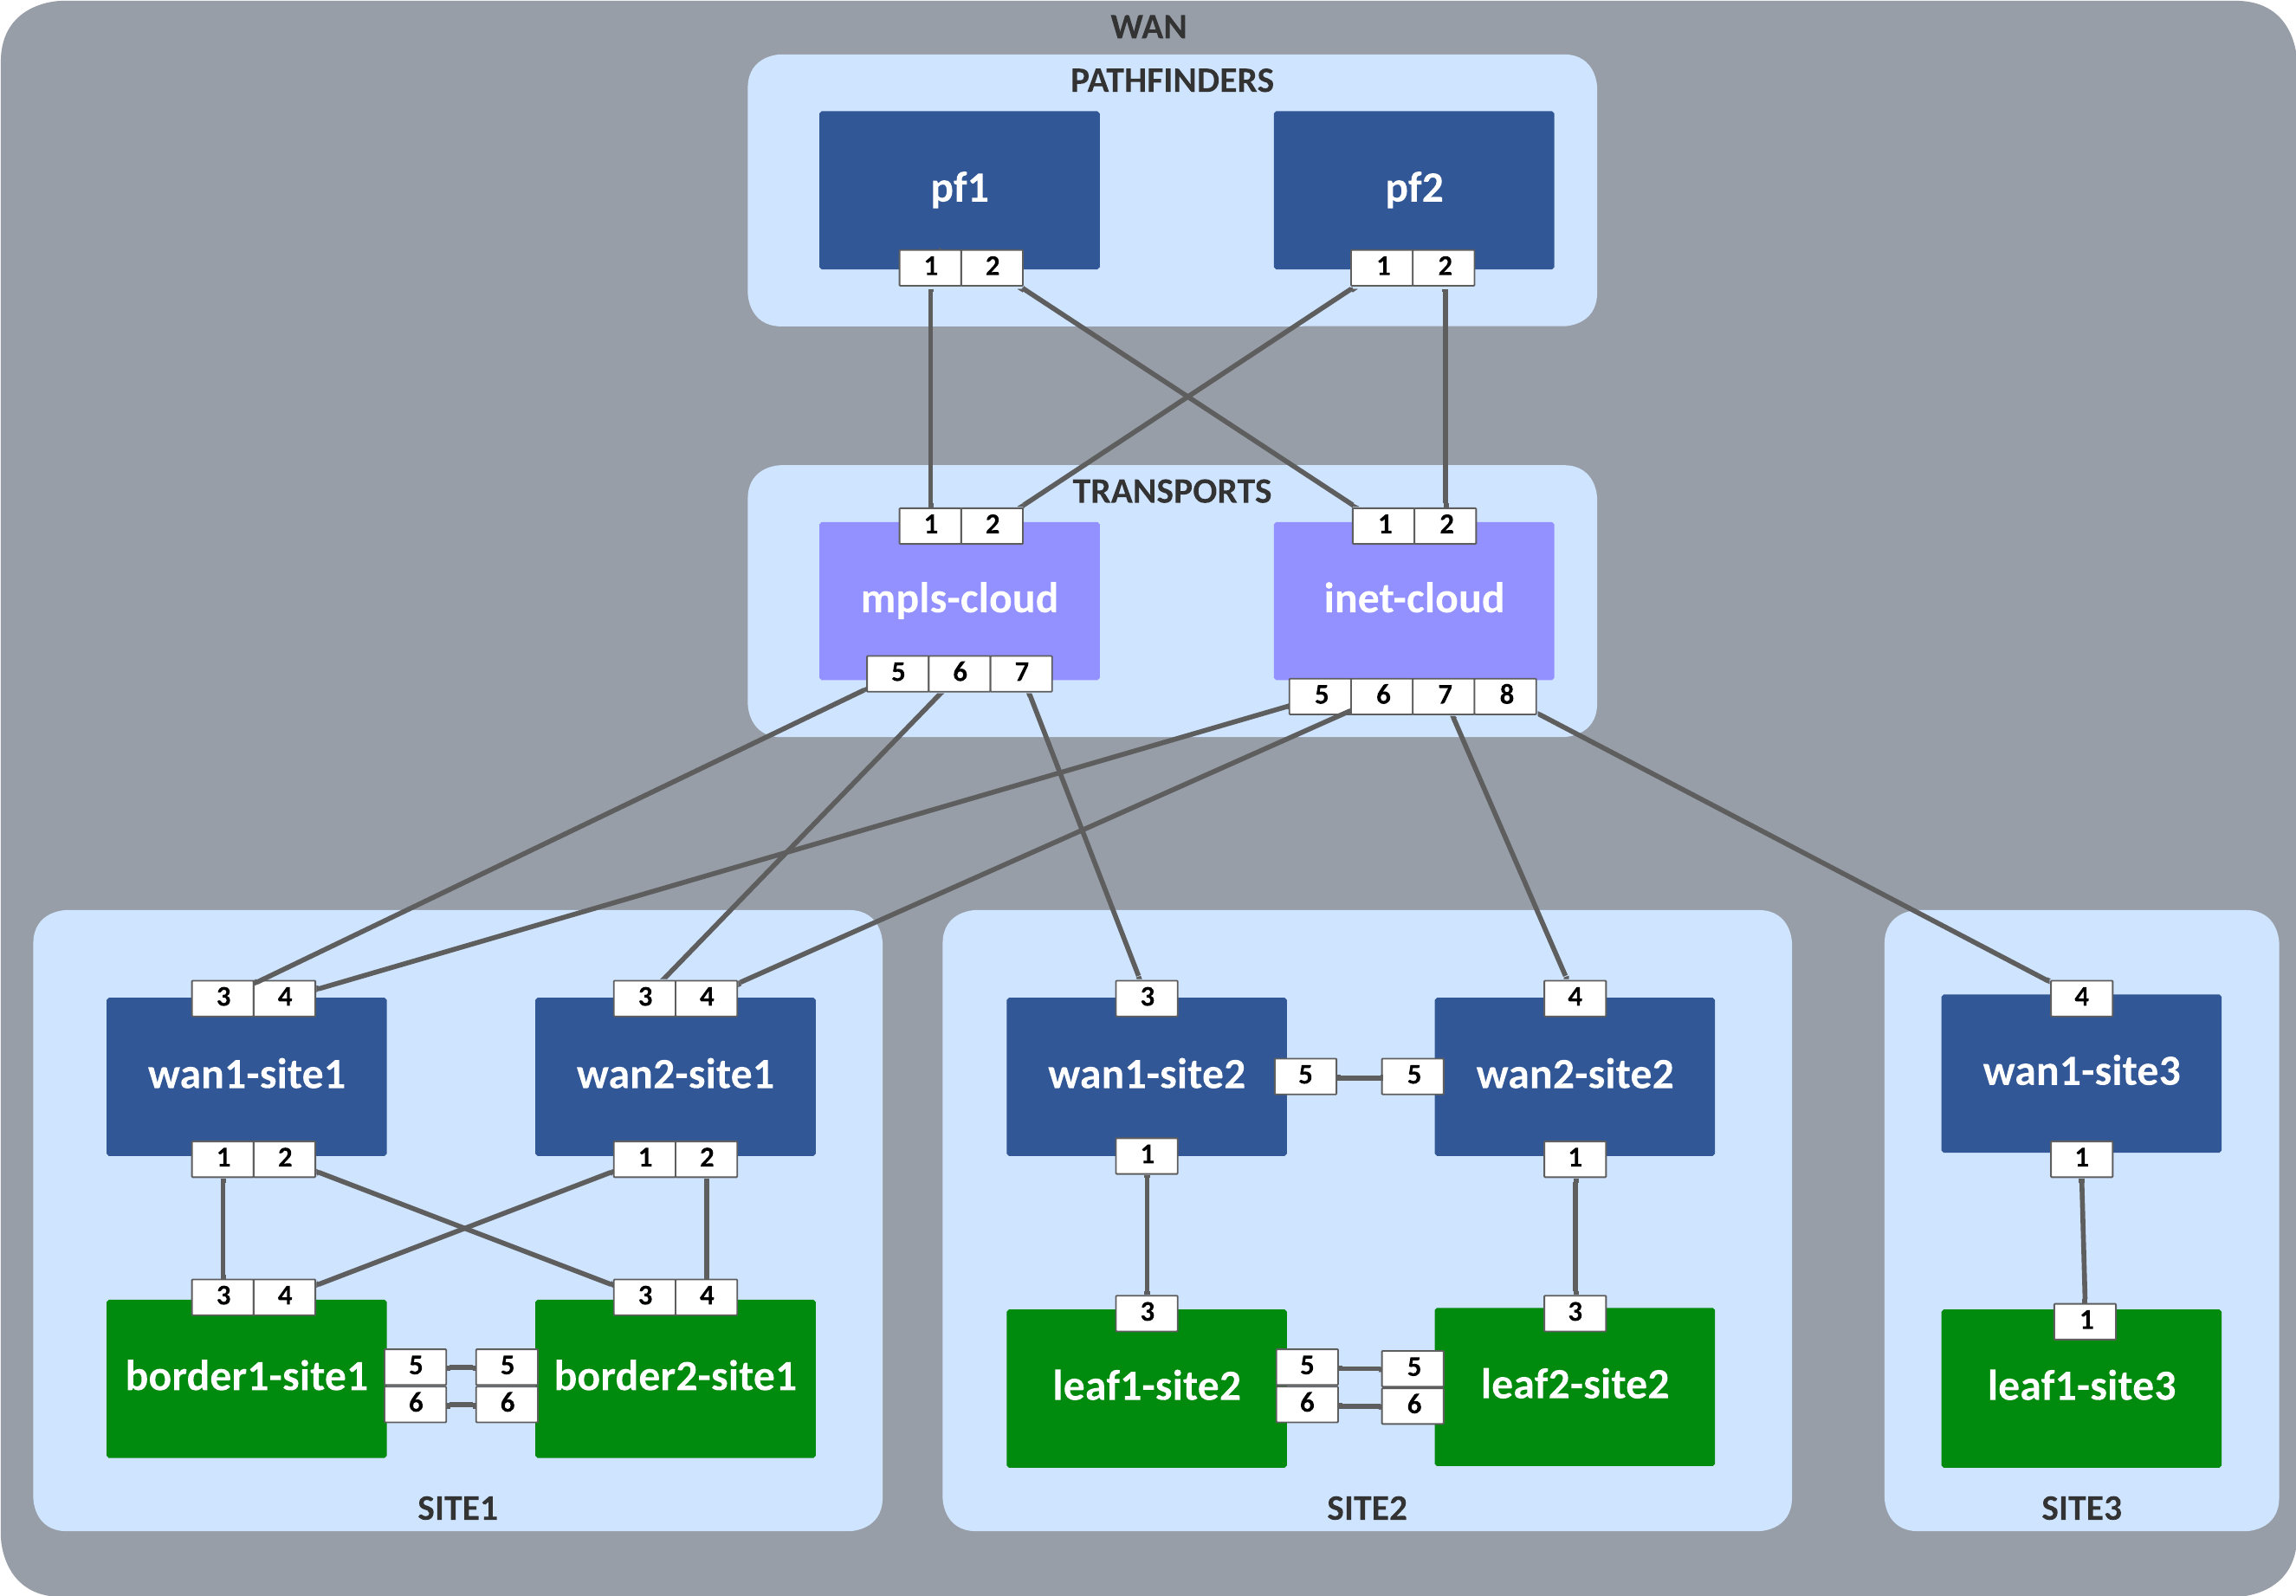 WAN
PATHFINDERS
pf1
pf2
1 2
1 2
TRANSPORTS
1 2
1 2
mpls-cloud
inet-cloud
5 6 7
5 6 7 8
3 4
3 4
3
4
4
wan1-site1
wan2-site1
wan1-site2
5
5
wan2-site2
wan1-site3
1 2
1 2
1
1
1
3 4
3 4
3
3
1
border1-site1
5
6
5
6
border2-site1
leaf1-site2
5
6
5
6
leaf2-site2
leaf1-site3
SITE1
SITE2
SITE3